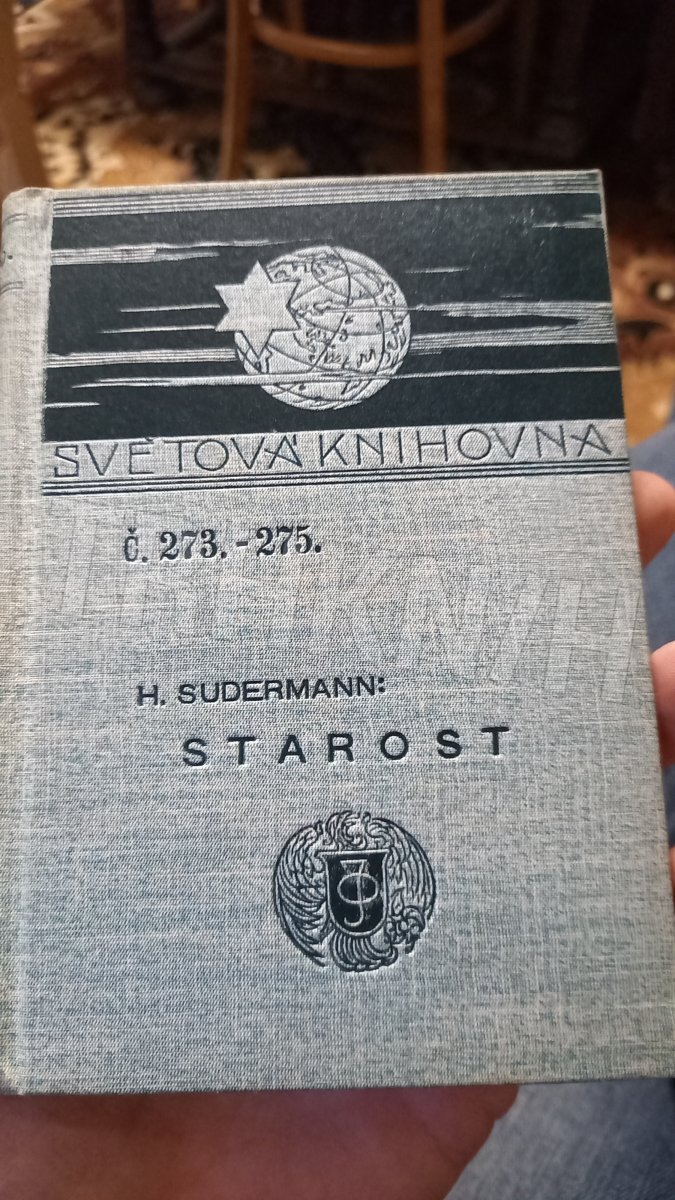 SVĚTOVÁ KNIHOVNA
Č. 273.-275.
H. SUDERMANN:
STAROST